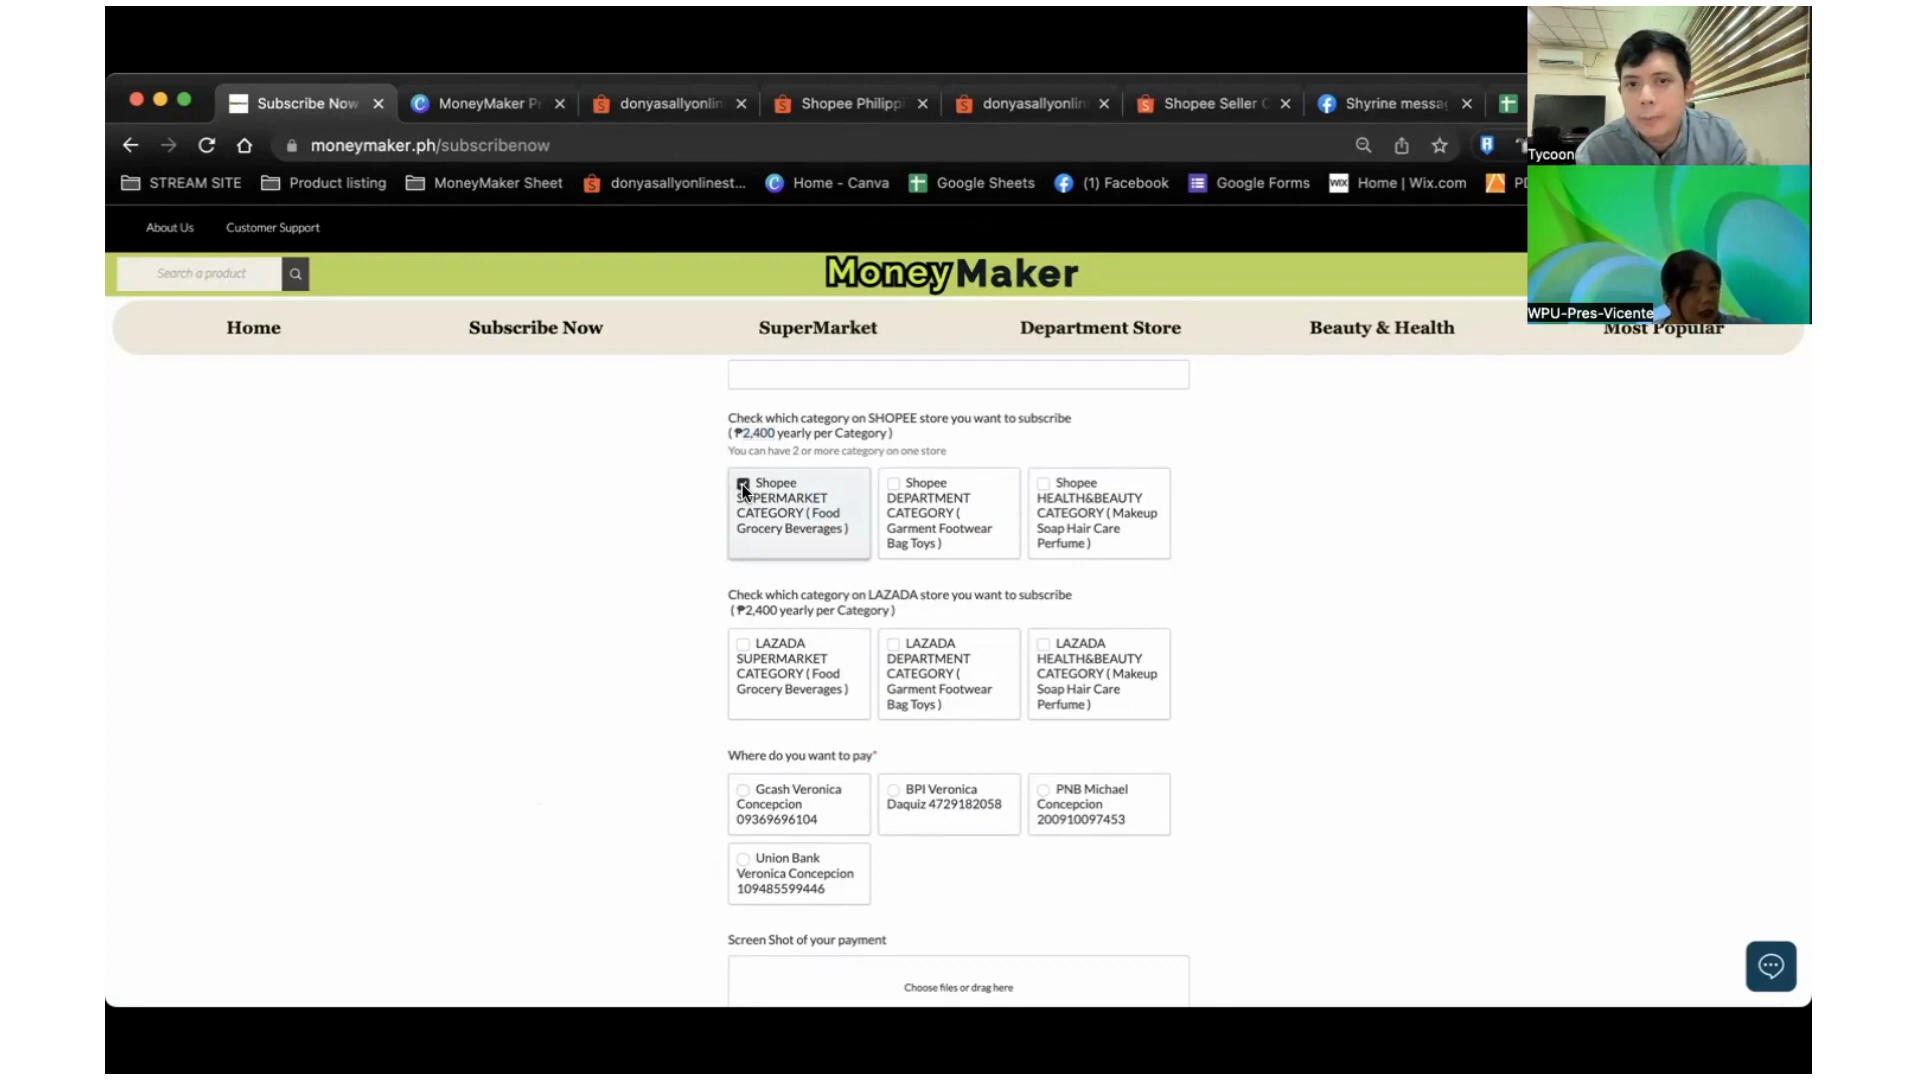 Subscribe Now
MoneyMaker P
donyasallyonlin
Shopee Philippi
donyasallyonlin
Shopee Seller C
Shyrine messag
moneymaker.ph/subscribenow
STREAM SITE
Product listing
MoneyMaker Sheet
donyasallyonlinest...
Home - Canva
Google Sheets
(1) Facebook
Google Forms
WIX
Home | Wix.com
Tycoon
WPU-Pres-Vicente
About Us
Customer Support
Search a product
MoneyMaker
Home
Subscribe Now
SuperMarket
Department Store
Beauty & Health
Most Popular
Check which category on SHOPEE store you want to subscribe
( ₱2,400 yearly per Category )
You can have 2 or more category on one store
Shopee
SUPERMARKET
CATEGORY ( Food
Grocery Beverages )
Shopee
DEPARTMENT
CATEGORY (
Garment Footwear
Bag Toys )
Shopee
HEALTH&BEAUTY
CATEGORY ( Makeup
Soap Hair Care
Perfume )
Check which category on LAZADA store you want to subscribe
( ₱2,400 yearly per Category )
LAZADA
SUPERMARKET
CATEGORY ( Food
Grocery Beverages )
LAZADA
DEPARTMENT
CATEGORY (
Garment Footwear
Bag Toys )
LAZADA
HEALTH&BEAUTY
CATEGORY ( Makeup
Soap Hair Care
Perfume )
Where do you want to pay*
Gcash Veronica
Concepcion
09369696104
BPI Veronica
Daquiz 4729182058
PNB Michael
Concepcion
200910097453
Union Bank
Veronica Concepcion
109485599446
Screen Shot of your payment
Choose files or drag here